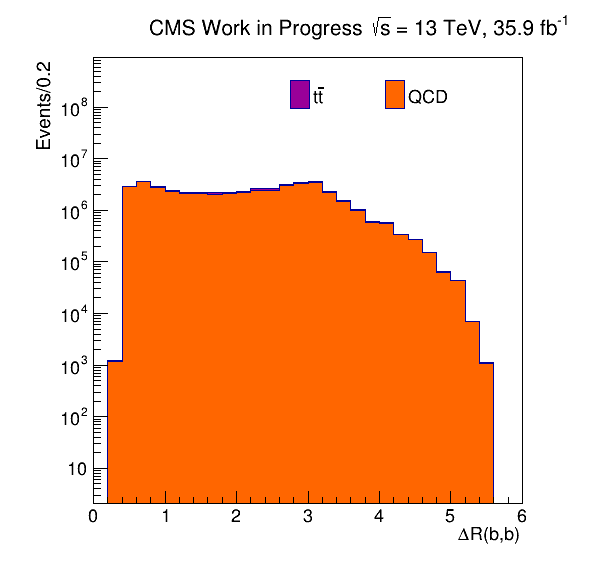 CMS Work in Progress √s = 13 TeV, 35.9 fb⁻¹
Events/0.2
tt̄
QCD
10⁸
10⁷
10⁶
10⁵
10⁴
10³
10²
10
0 1 2 3 4 5 6
ΔR(b,b)